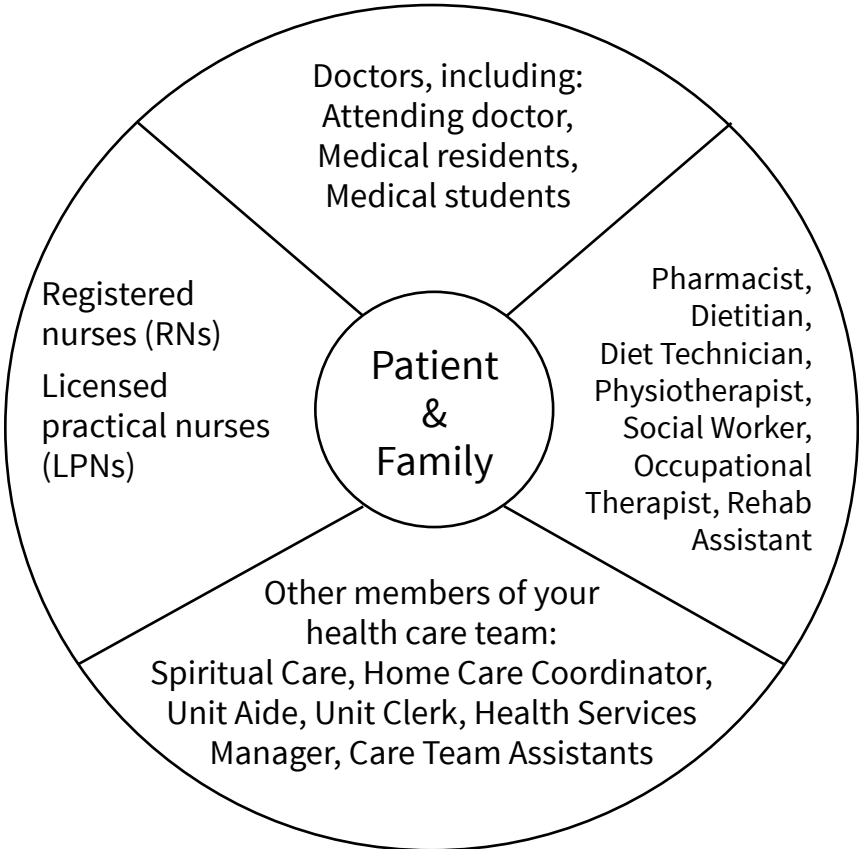 Doctors, including:
Attending doctor,
Medical residents,
Medical students
Registered
nurses (RNs)
Licensed
practical nurses
(LPNs)
Patient
&
Family
Pharmacist,
Dietitian,
Diet Technician,
Physiotherapist,
Social Worker,
Occupational
Therapist, Rehab
Assistant
Other members of your
health care team:
Spiritual Care, Home Care Coordinator,
Unit Aide, Unit Clerk, Health Services
Manager, Care Team Assistants